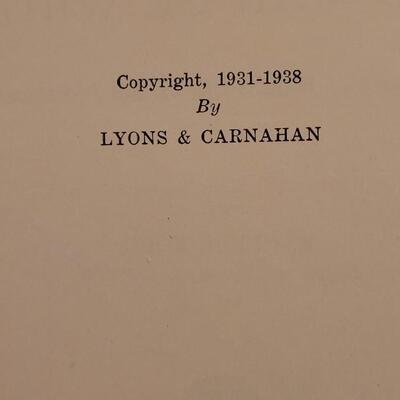 Copyright, 1931-1938
By
LYONS & CARNAHAN